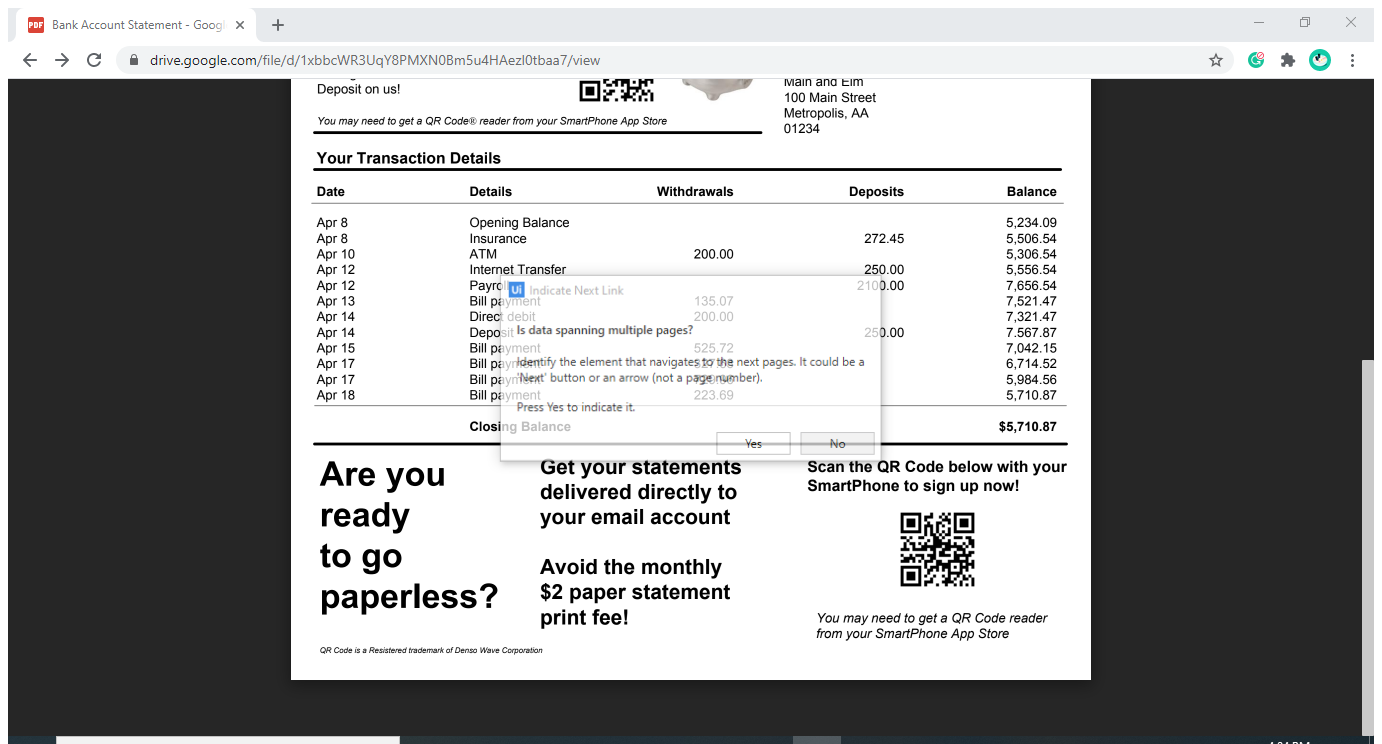 PDF Bank Account Statement - Goog
drive.google.com/file/d/1xbbcWR3UqY8PMXN0Bm5u4HAezI0tbaa7/view
Deposit on us!
You may need to get a QR Code® reader from your SmartPhone App Store
Main and Elm
100 Main Street
Metropolis, AA
01234
Your Transaction Details
Date Details Withdrawals Deposits Balance
Apr 8 Opening Balance 5,234.09
Apr 8 Insurance 272.45 5,506.54
Apr 10 ATM 200.00 5,306.54
Apr 12 Internet Transfer 250.00 5,556.54
Apr 12 Payrol 2100.00 7,656.54
Apr 13 Bill payment 135.07 7,521.47
Apr 14 Direct debit 200.00 7,321.47
Apr 14 Deposit 250.00 7.567.87
Apr 15 Bill payment 525.72 7,042.15
Apr 17 Bill payment 6,714.52
Apr 17 Bill payment 5,984.56
Apr 18 Bill payment 223.69 5,710.87
Closing Balance $5,710.87
Ui Indicate Next Link
Is data spanning multiple pages?
Identify the element that navigates to the next pages. It could be a
'Next' button or an arrow (not a page number).
Press Yes to indicate it.
Yes No
Are you
ready
to go
paperless?
Get your statements
delivered directly to
your email account
Avoid the monthly
$2 paper statement
print fee!
Scan the QR Code below with your
SmartPhone to sign up now!
You may need to get a QR Code reader
from your SmartPhone App Store
QR Code is a Resistered trademark of Denso Wave Corporation